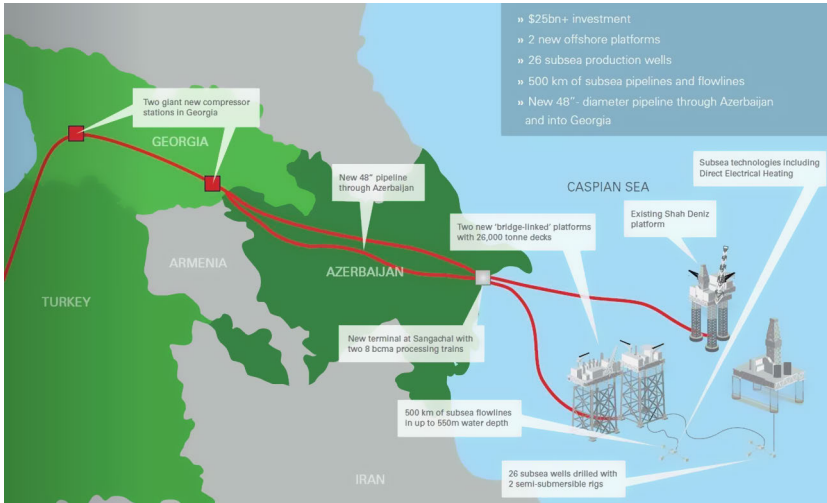 » $25bn+ investment
» 2 new offshore platforms
» 26 subsea production wells
» 500 km of subsea pipelines and flowlines
» New 48”- diameter pipeline through Azerbaijan
and into Georgia
Two giant new compressor
stations in Georgia
GEORGIA
New 48” pipeline
through Azerbaijan
Subsea technologies including
Direct Electrical Heating
CASPIAN SEA
Existing Shah Deniz
platform
Two new ‘bridge-linked’ platforms
with 26,000 tonne decks
ARMENIA
AZERBAIJAN
TURKEY
New terminal at Sangachal with
two 8 bcma processing trains
500 km of subsea flowlines
in up to 550m water depth
26 subsea wells drilled with
2 semi-submersible rigs
IRAN